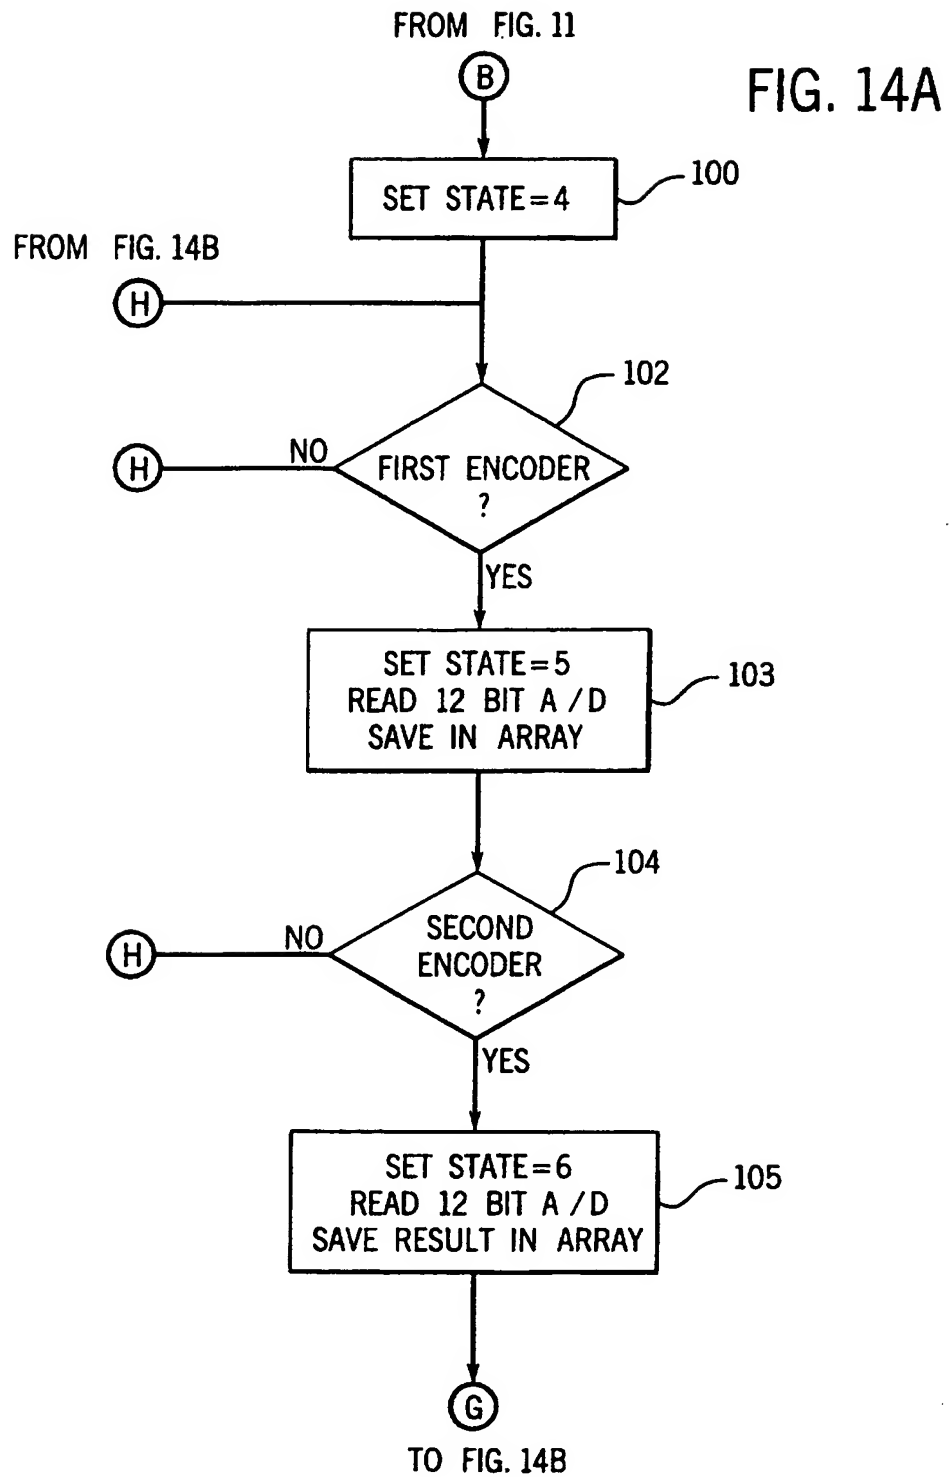 FROM FIG. 11
B
FIG. 14A
100
SET STATE=4
FROM FIG. 14B
H
102
H
NO
FIRST ENCODER
?
YES
SET STATE=5
READ 12 BIT A/D
SAVE IN ARRAY
103
104
H
NO
SECOND
ENCODER
?
YES
SET STATE=6
READ 12 BIT A/D
SAVE RESULT IN ARRAY
105
G
TO FIG. 14B